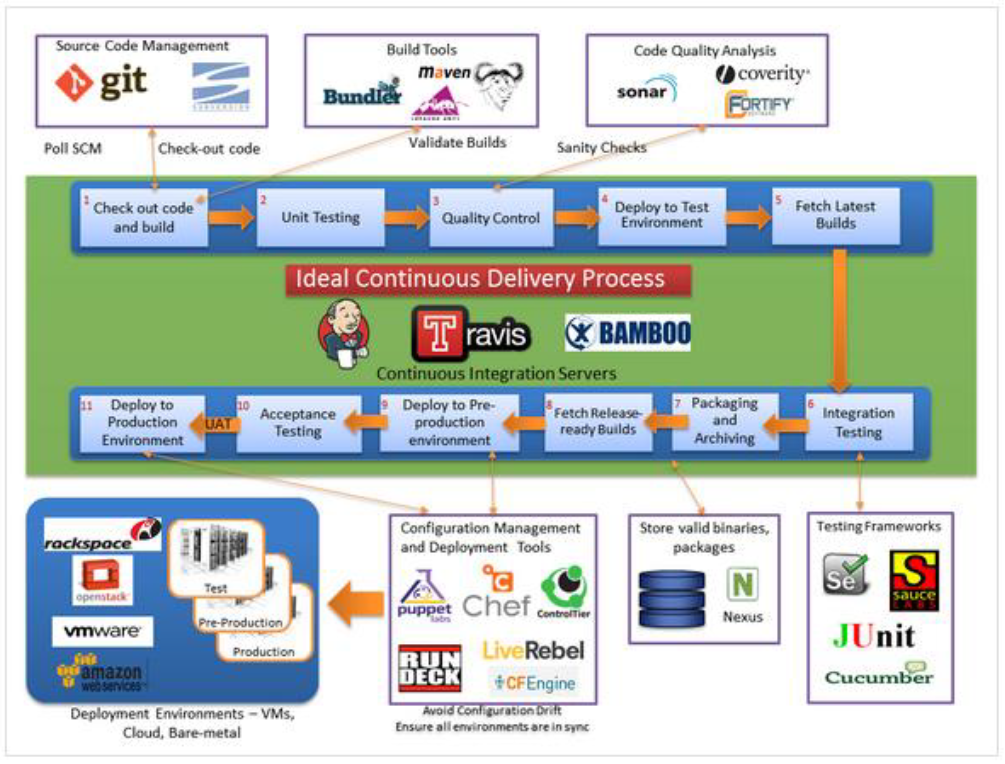 Source Code Management
git
SUBVERSION
Build Tools
maven
Bundler
APACHE ANT
Code Quality Analysis
coverity
sonar
FORTIFY
SOFTWARE
Poll SCM
Check-out code
Validate Builds
Sanity Checks
1
Check out code
and build
2
Unit Testing
3
Quality Control
4
Deploy to Test
Environment
5
Fetch Latest
Builds
Ideal Continuous Delivery Process
Travis
BAMBOO
Continuous Integration Servers
11
Deploy to
Production
Environment
UAT
10
Acceptance
Testing
9
Deploy to Pre-
production
environment
8
Fetch Release-
ready Builds
7
Packaging
and
Archiving
6
Integration
Testing
rackspace
openstack
vmware
amazon
web services
Test
Pre-Production
Production
Deployment Environments – VMs,
Cloud, Bare-metal
Configuration Management
and Deployment Tools
puppet
labs
Chef
ControlTier
RUN
DECK
LiveRebel
CFEngine
Avoid Configuration Drift
Ensure all environments are in sync
Store valid binaries,
packages
N
Nexus
Testing Frameworks
Se
SAUCE
LABS
JUnit
Cucumber